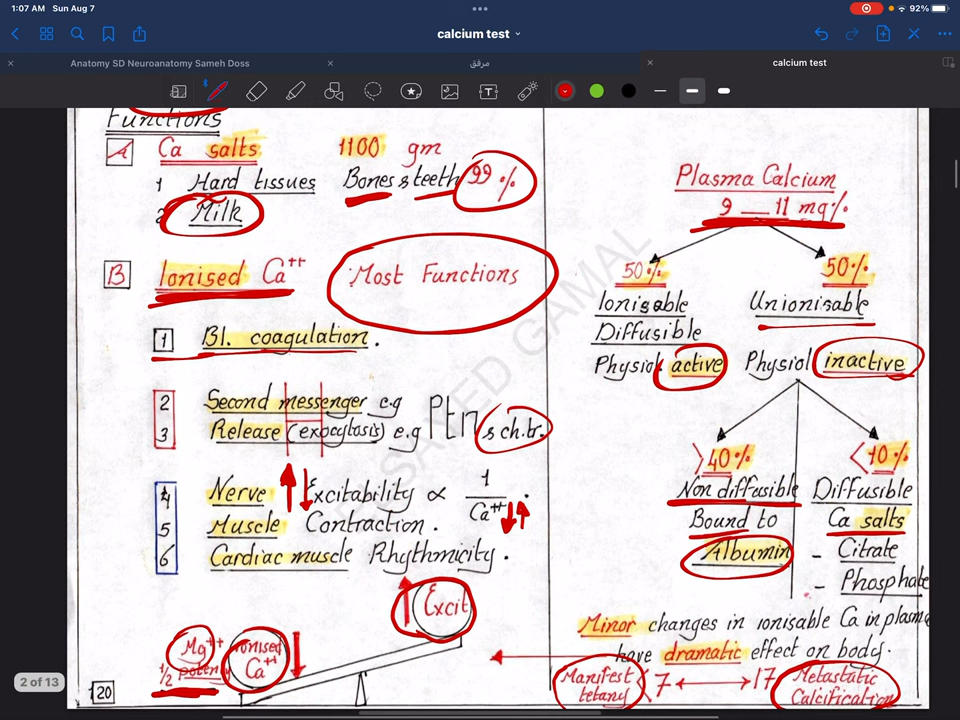 1:07 AM Sun Aug 7
92%
calcium test
Anatomy SD Neuroanatomy Sameh Doss
مرفق
calcium test
Functions
A Ca salts 1100 gm
1 Hard tissues Bones & teeth 99%
2 Milk
B Ionised Ca++ Most Functions
1 Bl. coagulation.
2 Second messenger e.g
3 Release (exocytosis) e.g & ch.tr.
4 Nerve Excitability ∝ 1/Ca++.
5 Muscle Contraction.
6 Cardiac muscle Rhythmicity.
Excit
Mg++ Ionised
1/2 potency Ca++
20
Plasma Calcium
9 — 11 mg%
50% 50%
Ionisable Unionisable
Diffusible
Physiol. active Physiol inactive
>40% <10%
Non diffusible Diffusible
Bound to Ca salts
Albumin - Citrate
- Phosphate
Minor changes in ionisable Ca in plasma
have dramatic effect on body.
Manifest tetany < 7 ↔ 17 Metastatic Calcification
SAYED GAMAL
2 of 13